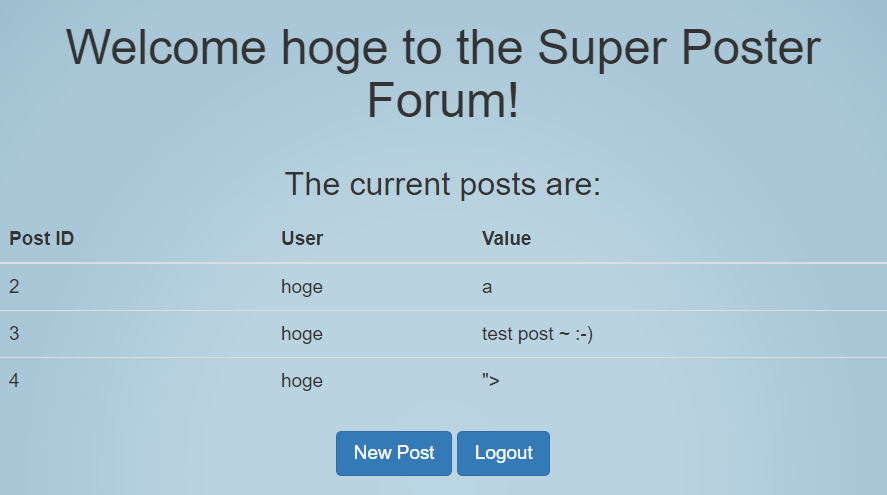 Welcome hoge to the Super Poster
Forum!
The current posts are:
Post ID User Value
2 hoge a
3 hoge test post ~ :-)
4 hoge ">
New Post Logout